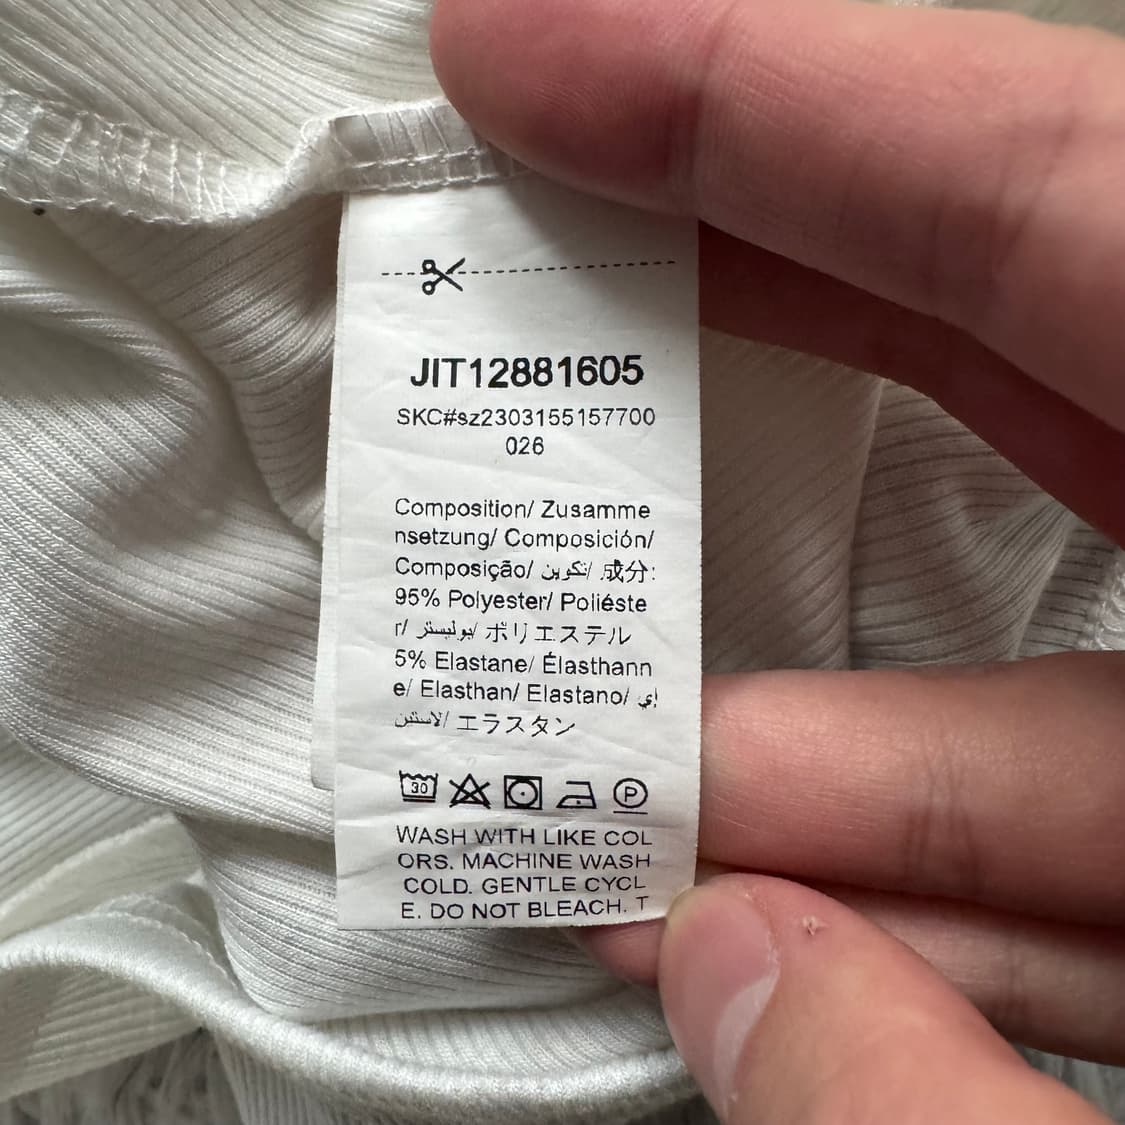 JIT12881605
SKC#sz2303155157700
026
Composition/ Zusamme
nsetzung/ Composición/
Composição/ تكوين/ 成分:
95% Polyester/ Poliéste
r/ بوليستر/ ポリエステル
5% Elastane/ Élasthann
e/ Elasthan/ Elastano/ إي
لاستين/ エラスタン
30
P
WASH WITH LIKE COL
ORS. MACHINE WASH
COLD. GENTLE CYCL
E. DO NOT BLEACH. T